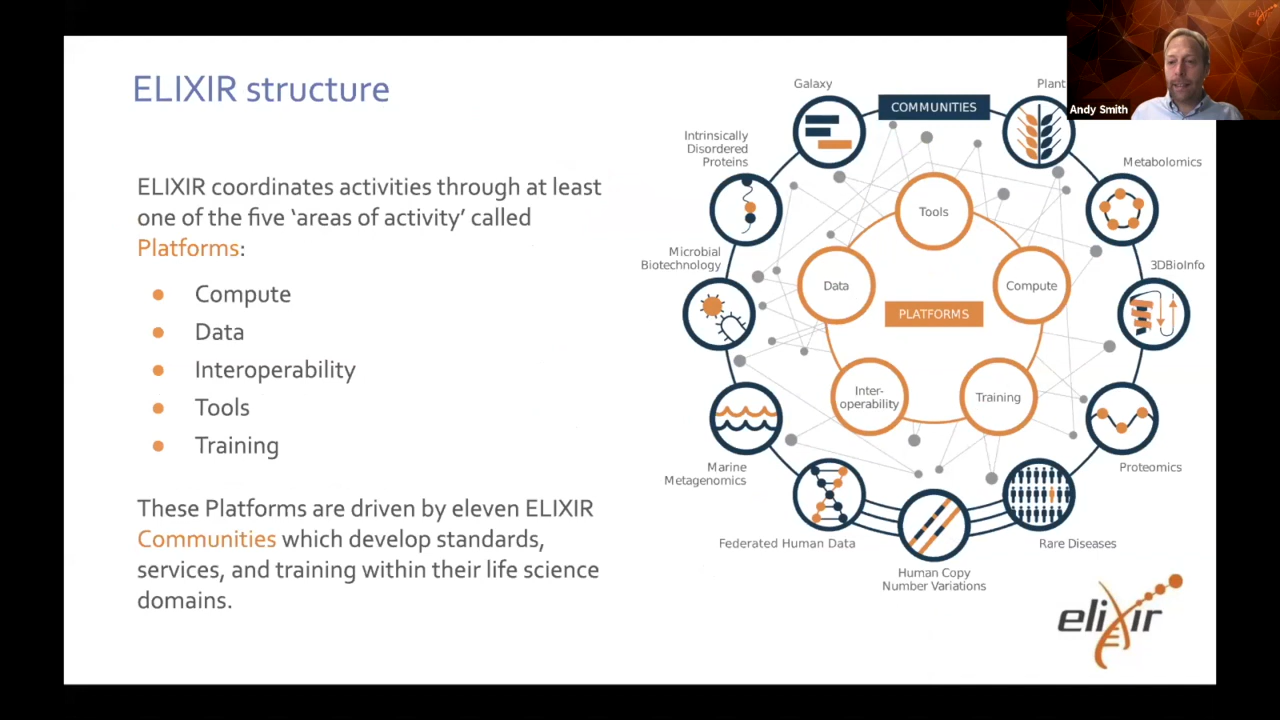 ELIXIR structure
ELIXIR coordinates activities through at least
one of the five ‘areas of activity’ called
Platforms:
Compute
Data
Interoperability
Tools
Training
These Platforms are driven by eleven ELIXIR
Communities which develop standards,
services, and training within their life science
domains.
COMMUNITIES
Galaxy
Plant
Intrinsically
Disordered
Proteins
Metabolomics
Microbial
Biotechnology
3DBioInfo
Marine
Metagenomics
Proteomics
Federated Human Data
Human Copy
Number Variations
Rare Diseases
Tools
Data
Compute
PLATFORMS
Inter-
operability
Training
elixir
Andy Smith